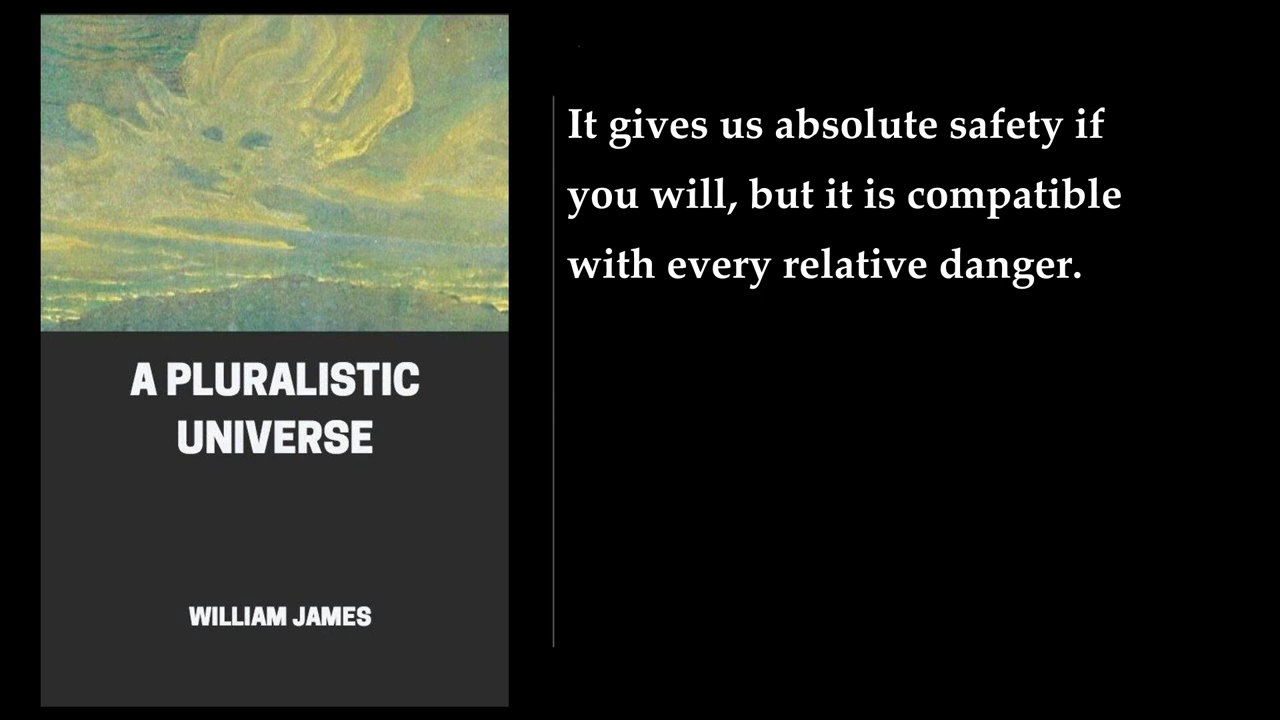 A PLURALISTIC
UNIVERSE
WILLIAM JAMES
It gives us absolute safety if
you will, but it is compatible
with every relative danger.